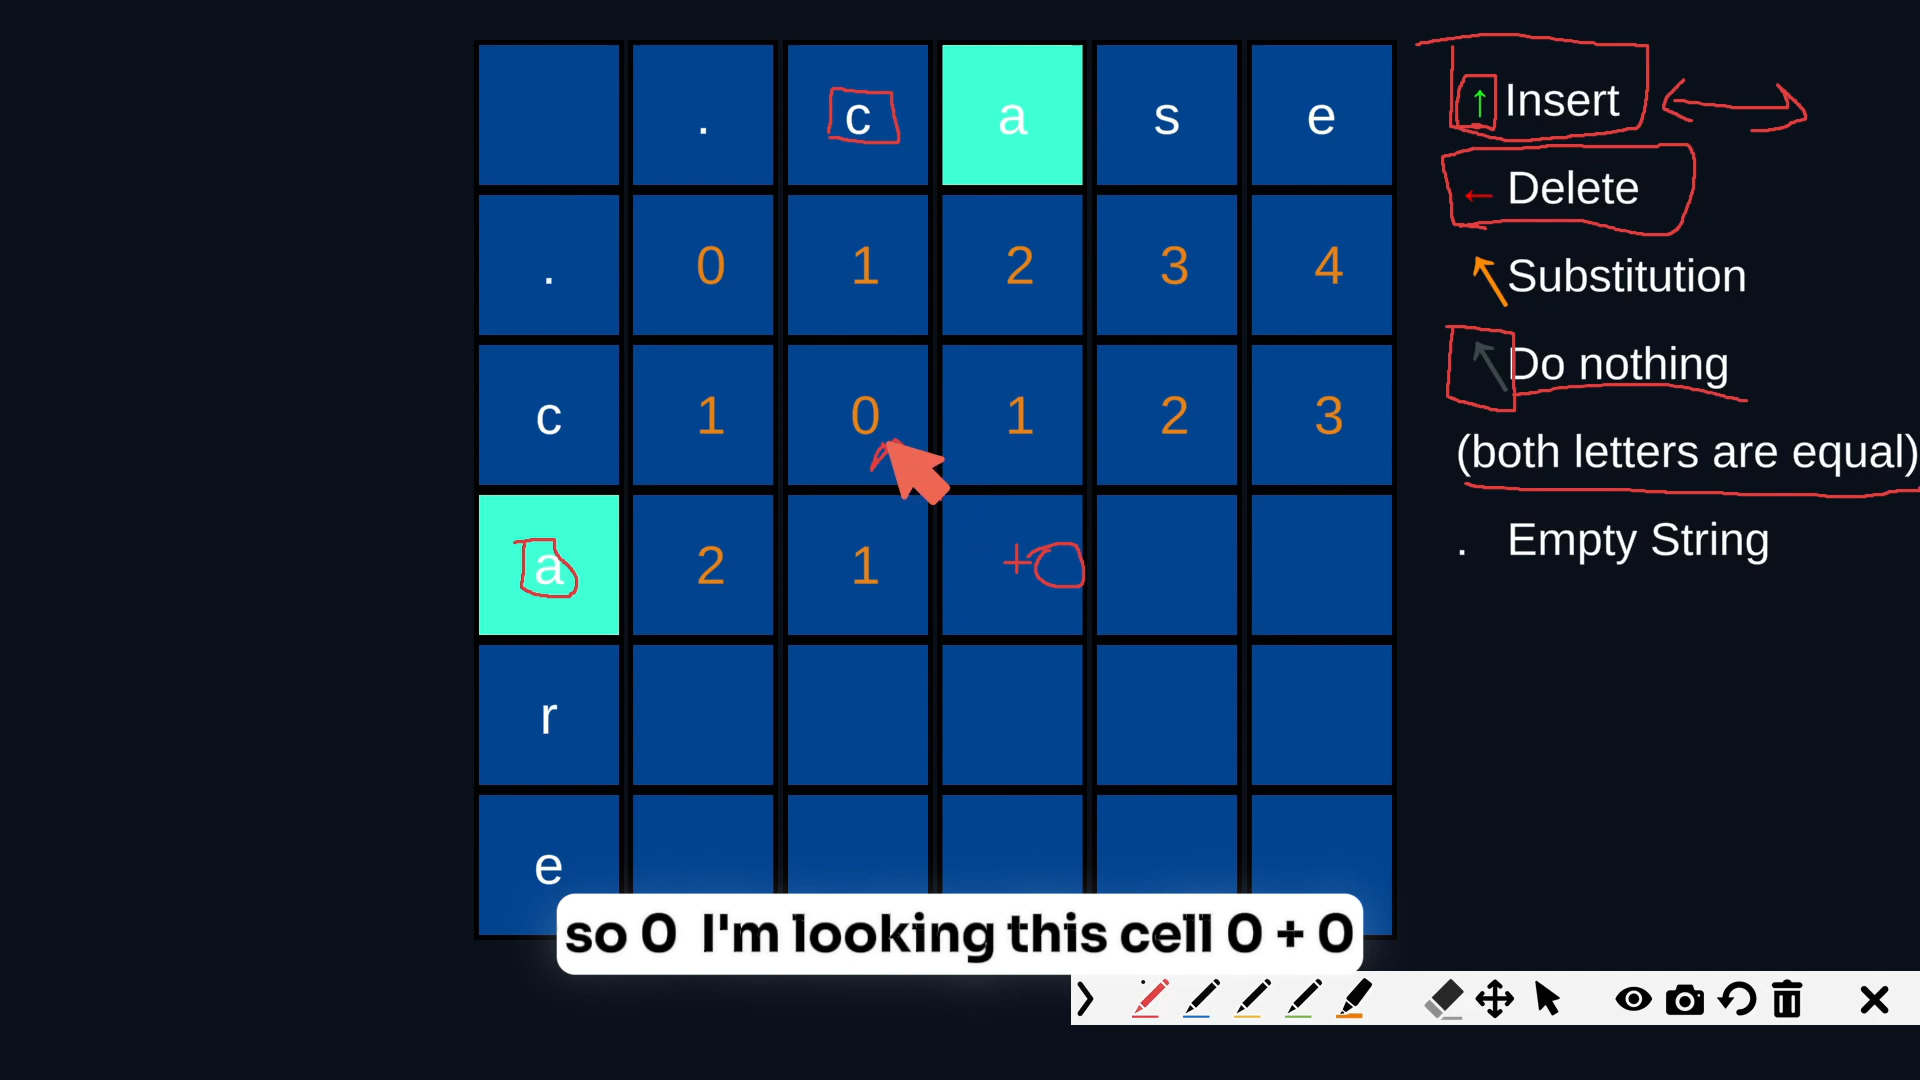 . c a s e
. 0 1 2 3 4
c 1 0 1 2 3
a 2 1 +0
r
e
↑ Insert
← Delete
↖ Substitution
↖ Do nothing
(both letters are equal)
. Empty String
so 0 I'm looking this cell 0 + 0